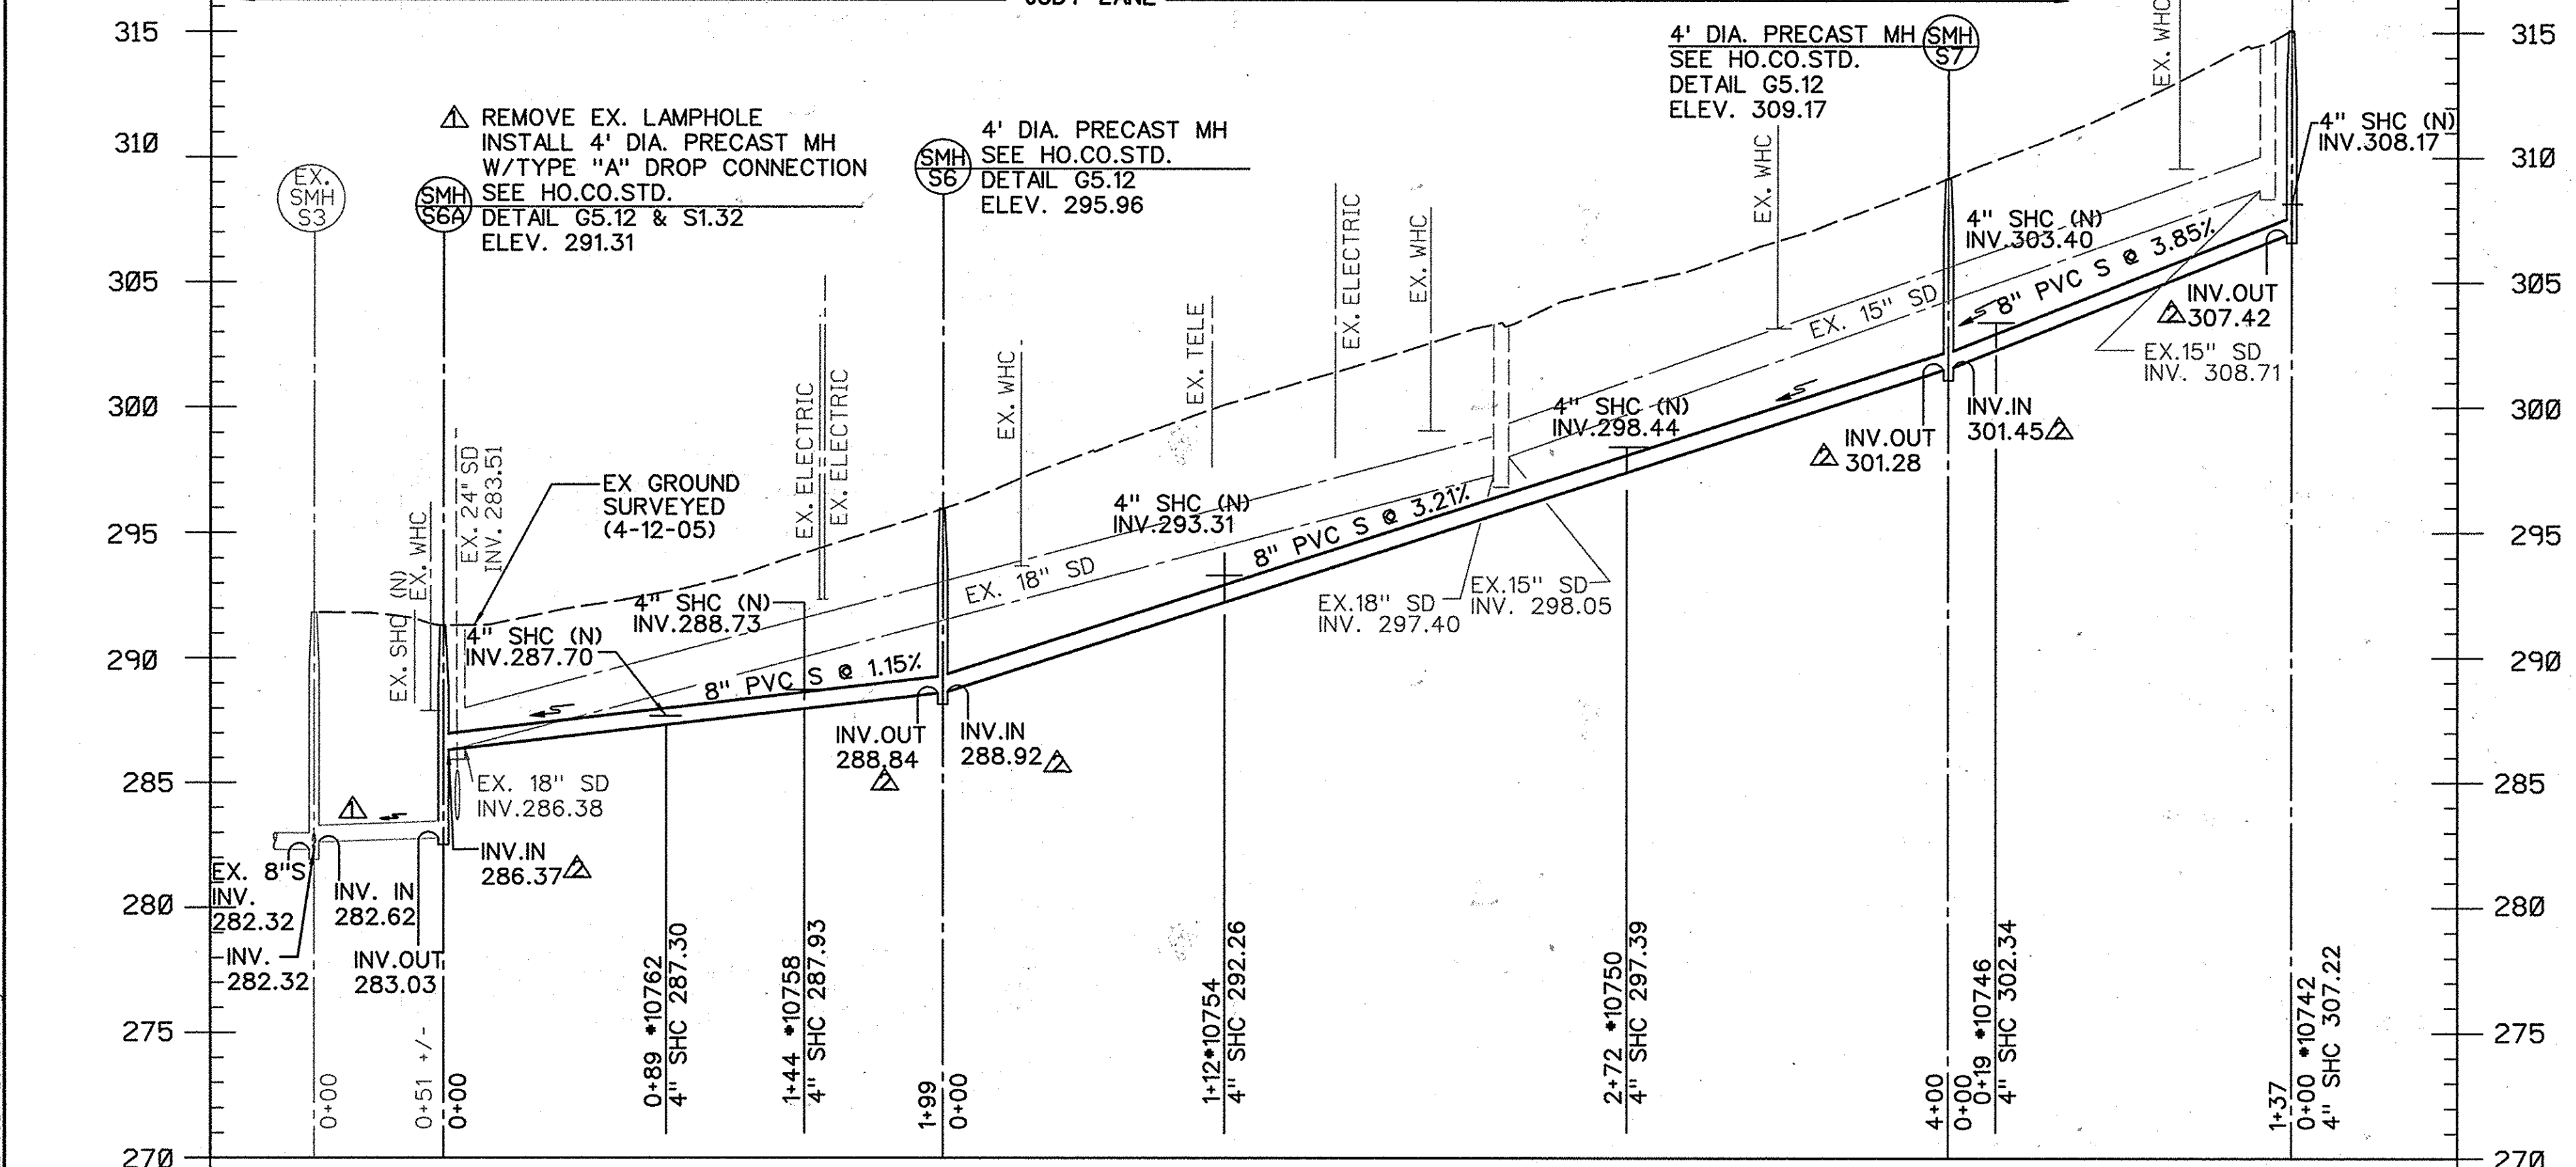 JUDY LANE
315
310
305
300
295
290
285
280
275
270
EX.
SMH
S3
1 REMOVE EX. LAMPHOLE
INSTALL 4' DIA. PRECAST MH
W/TYPE "A" DROP CONNECTION
SEE HO.CO.STD.
DETAIL G5.12 & S1.32
ELEV. 291.31
SMH
S6A
SMH
S6
4' DIA. PRECAST MH
SEE HO.CO.STD.
DETAIL G5.12
ELEV. 295.96
4' DIA. PRECAST MH
SEE HO.CO.STD.
DETAIL G5.12
ELEV. 309.17
SMH
S7
EX. WHC
315
310
305
300
295
290
285
280
275
270
4" SHC (N)
INV.308.17
EX. WHC
EX. ELECTRIC
EX. WHC
EX. TELE
EX. WHC
EX. ELECTRIC
EX. ELECTRIC
4" SHC (N)
INV.303.40
8" PVC S @ 3.85%
EX. 15" SD
INV.OUT
2 307.42
EX.15" SD
INV. 308.71
INV.IN
301.45 2
INV.OUT
2 301.28
4" SHC (N)
INV.298.44
EX GROUND
SURVEYED
(4-12-05)
EX. 24" SD
INV. 283.51
EX. WHC
EX. SHC (N)
4" SHC (N)
INV.293.31
8" PVC S @ 3.21%
EX. 18" SD
EX.18" SD
INV. 297.40
EX.15" SD
INV. 298.05
4" SHC (N)
INV.288.73
4" SHC (N)
INV.287.70
8" PVC S @ 1.15%
INV.OUT
288.84
2
INV.IN
288.92 2
EX. 18" SD
INV.286.38
1
INV.IN
286.37 2
EX. 8"S
INV.
282.32
INV. IN
282.62
INV.
282.32
INV.OUT
283.03
0+00
0+51 +/-
0+00
0+89 *10762
4" SHC 287.30
1+44 *10758
4" SHC 287.93
1+99
0+00
1+12*10754
4" SHC 292.26
2+72 *10750
4" SHC 297.39
4+00
0+00
0+19 *10746
4" SHC 302.34
1+37
0+00 *10742
4" SHC 307.22